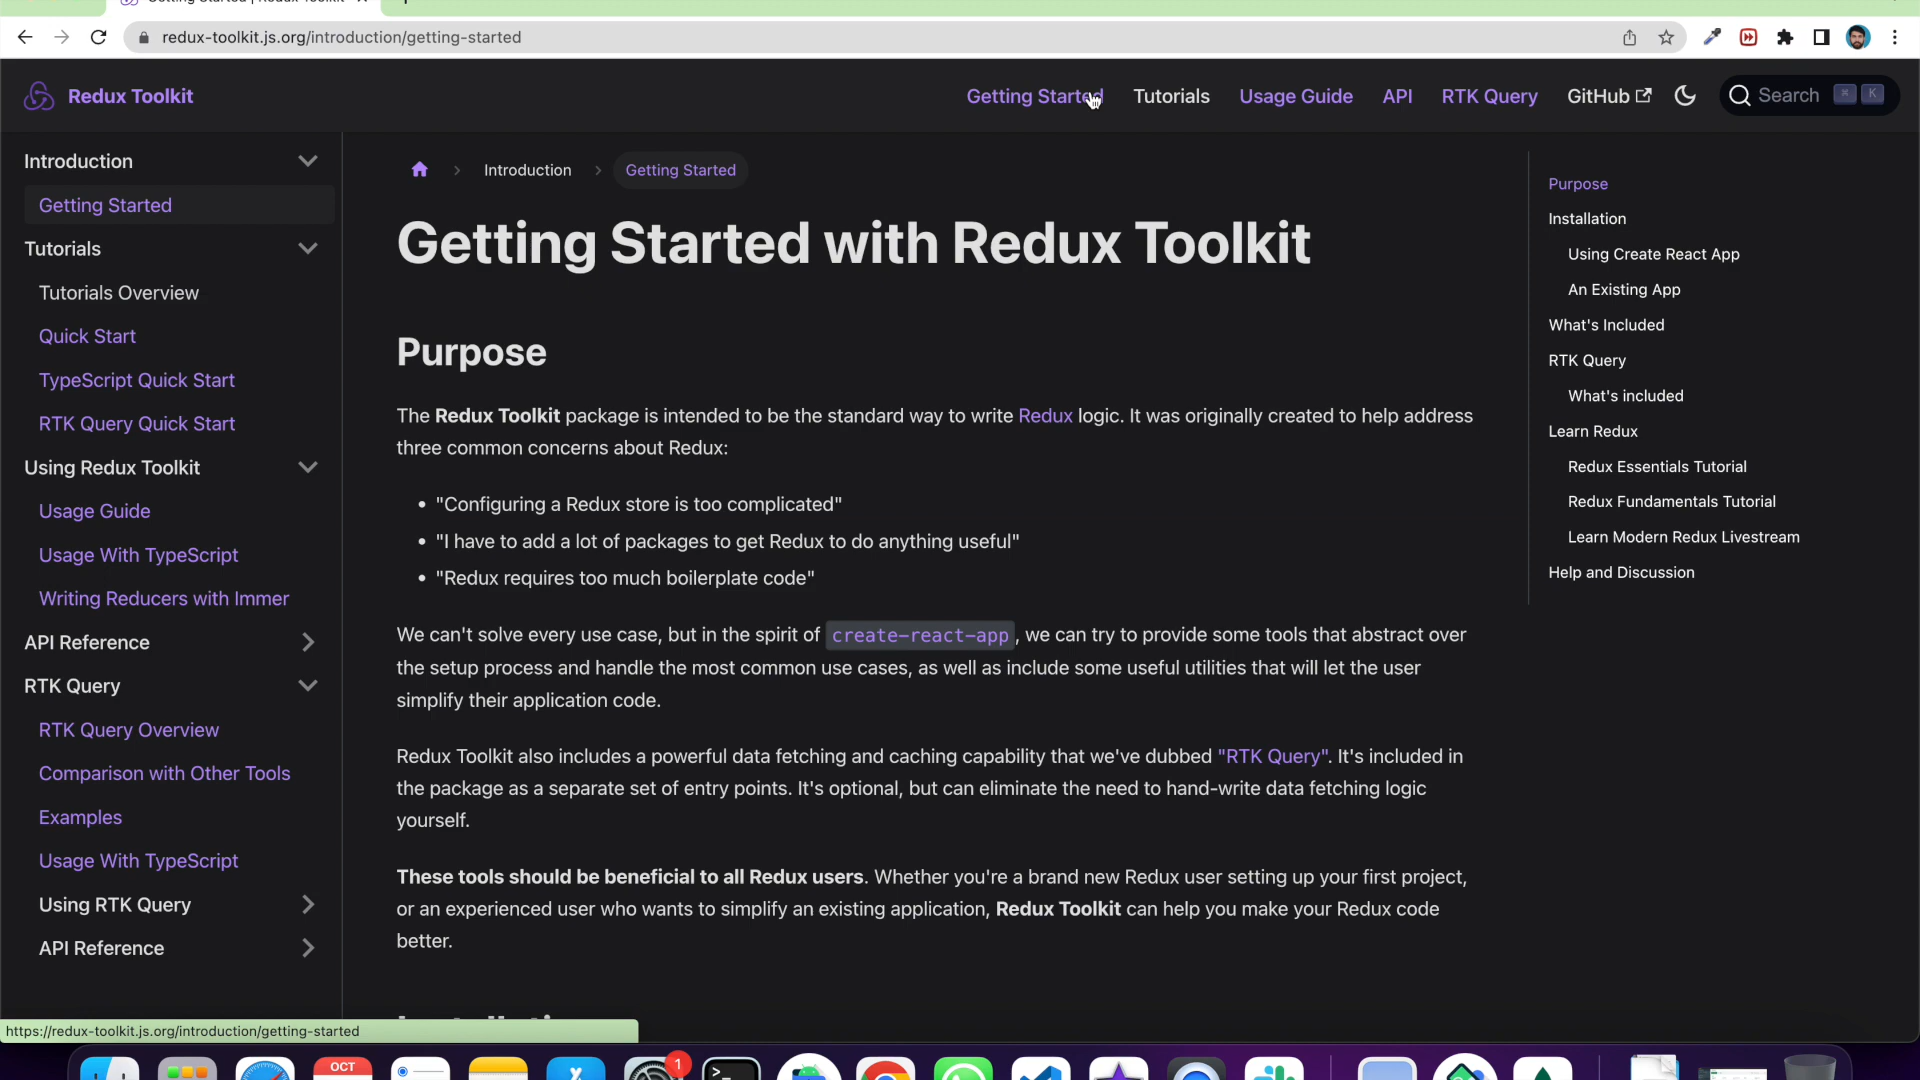 redux-toolkit.js.org/introduction/getting-started
Redux Toolkit
Getting Started Tutorials Usage Guide API RTK Query GitHub Search ⌘ K
Introduction
Getting Started
Tutorials
Tutorials Overview
Quick Start
TypeScript Quick Start
RTK Query Quick Start
Using Redux Toolkit
Usage Guide
Usage With TypeScript
Writing Reducers with Immer
API Reference
RTK Query
RTK Query Overview
Comparison with Other Tools
Examples
Usage With TypeScript
Using RTK Query
API Reference
Introduction Getting Started
Getting Started with Redux Toolkit
Purpose
The Redux Toolkit package is intended to be the standard way to write Redux logic. It was originally created to help address
three common concerns about Redux:
• "Configuring a Redux store is too complicated"
• "I have to add a lot of packages to get Redux to do anything useful"
• "Redux requires too much boilerplate code"
We can't solve every use case, but in the spirit of create-react-app, we can try to provide some tools that abstract over
the setup process and handle the most common use cases, as well as include some useful utilities that will let the user
simplify their application code.
Redux Toolkit also includes a powerful data fetching and caching capability that we've dubbed "RTK Query". It's included in
the package as a separate set of entry points. It's optional, but can eliminate the need to hand-write data fetching logic
yourself.
These tools should be beneficial to all Redux users. Whether you're a brand new Redux user setting up your first project,
or an experienced user who wants to simplify an existing application, Redux Toolkit can help you make your Redux code
better.
Purpose
Installation
Using Create React App
An Existing App
What's Included
RTK Query
What's included
Learn Redux
Redux Essentials Tutorial
Redux Fundamentals Tutorial
Learn Modern Redux Livestream
Help and Discussion
https://redux-toolkit.js.org/introduction/getting-started
OCT
1